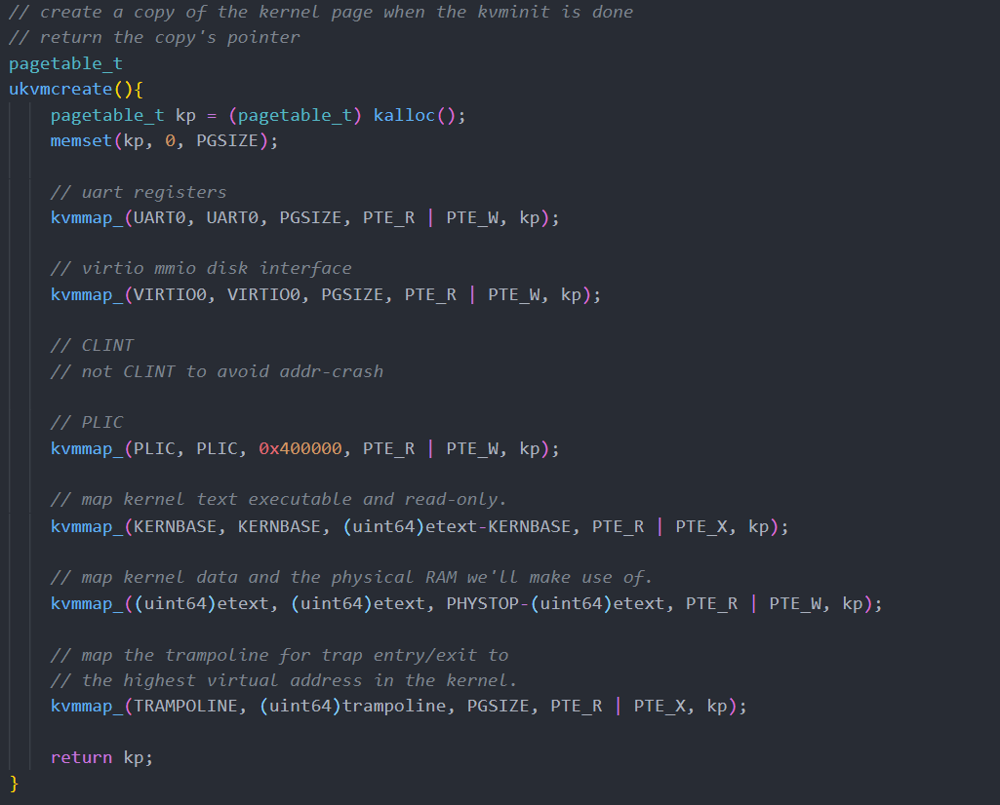 // create a copy of the kernel page when the kvminit is done
// return the copy's pointer
pagetable_t
ukvmcreate(){
    pagetable_t kp = (pagetable_t) kalloc();
    memset(kp, 0, PGSIZE);

    // uart registers
    kvmmap_(UART0, UART0, PGSIZE, PTE_R | PTE_W, kp);

    // virtio mmio disk interface
    kvmmap_(VIRTIO0, VIRTIO0, PGSIZE, PTE_R | PTE_W, kp);

    // CLINT
    // not CLINT to avoid addr-crash

    // PLIC
    kvmmap_(PLIC, PLIC, 0x400000, PTE_R | PTE_W, kp);

    // map kernel text executable and read-only.
    kvmmap_(KERNBASE, KERNBASE, (uint64)etext-KERNBASE, PTE_R | PTE_X, kp);

    // map kernel data and the physical RAM we'll make use of.
    kvmmap_((uint64)etext, (uint64)etext, PHYSTOP-(uint64)etext, PTE_R | PTE_W, kp);

    // map the trampoline for trap entry/exit to
    // the highest virtual address in the kernel.
    kvmmap_(TRAMPOLINE, (uint64)trampoline, PGSIZE, PTE_R | PTE_X, kp);

    return kp;
}